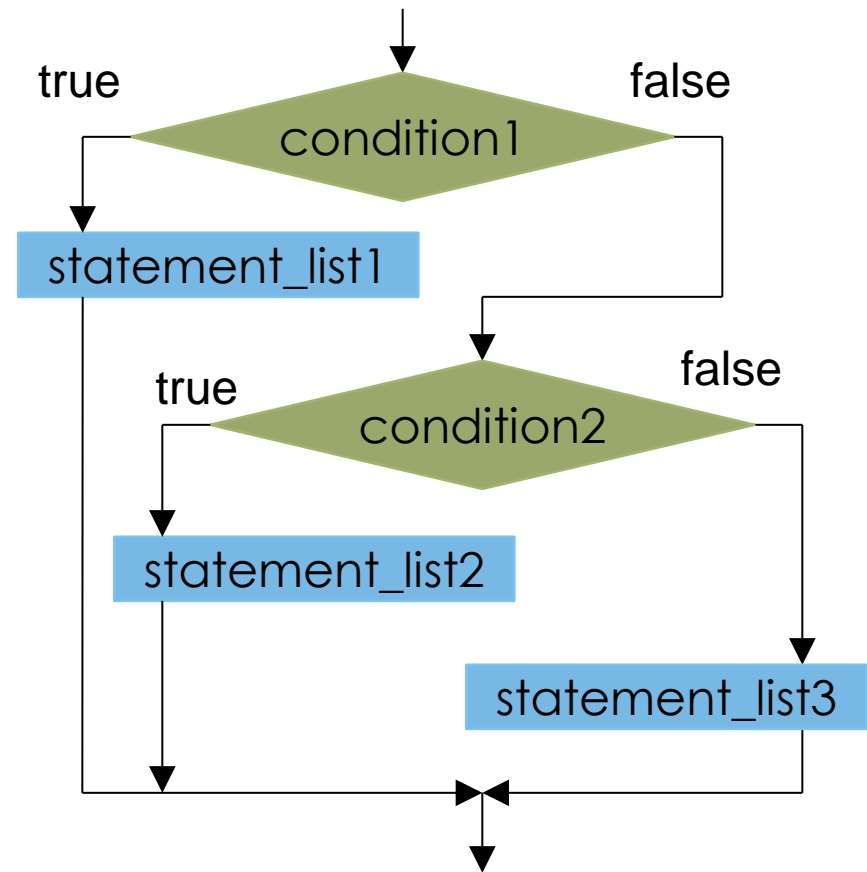 true
false
condition1
statement_list1
true
false
condition2
statement_list2
statement_list3